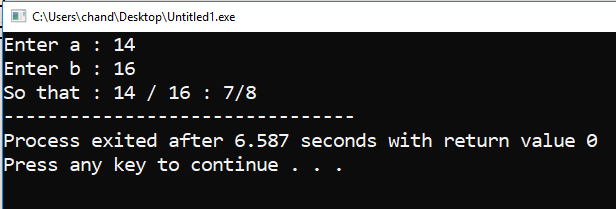 C:\Users\chand\Desktop\Untitled1.exe
Enter a : 14
Enter b : 16
So that : 14 / 16 : 7/8
--------------------------------
Process exited after 6.587 seconds with return value 0
Press any key to continue . . .